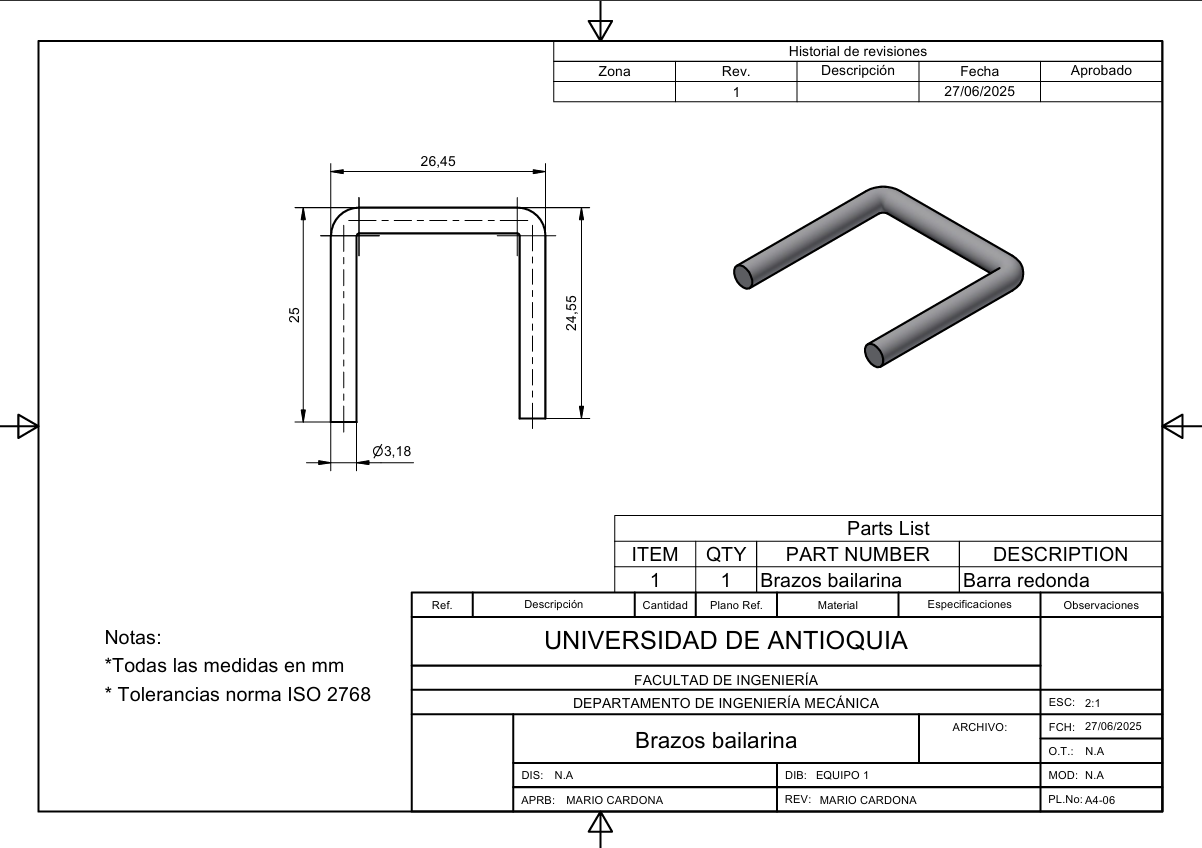 Historial de revisiones
Zona Rev. Descripción Fecha Aprobado
1 27/06/2025
26,45
25
24,55
Ø3,18
Parts List
ITEM QTY PART NUMBER DESCRIPTION
1 1 Brazos bailarina Barra redonda
Ref. Descripción Cantidad Plano Ref. Material Especificaciones Observaciones
Notas:
*Todas las medidas en mm
* Tolerancias norma ISO 2768
UNIVERSIDAD DE ANTIOQUIA
FACULTAD DE INGENIERÍA
DEPARTAMENTO DE INGENIERÍA MECÁNICA
ESC: 2:1
Brazos bailarina
ARCHIVO:
FCH: 27/06/2025
O.T.: N.A
DIS: N.A DIB: EQUIPO 1 MOD: N.A
APRB: MARIO CARDONA REV: MARIO CARDONA PL.No: A4-06